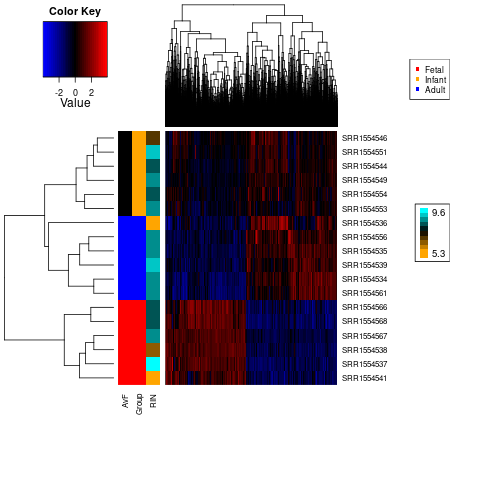 Color Key
-2 0 2
Value
Fetal
Infant
Adult
SRR1554546
SRR1554551
SRR1554544
SRR1554549
SRR1554554
SRR1554553
SRR1554536
SRR1554556
SRR1554535
SRR1554539
SRR1554534
SRR1554561
SRR1554566
SRR1554568
SRR1554567
SRR1554538
SRR1554537
SRR1554541
9.6
5.3
AvF
Group
RIN